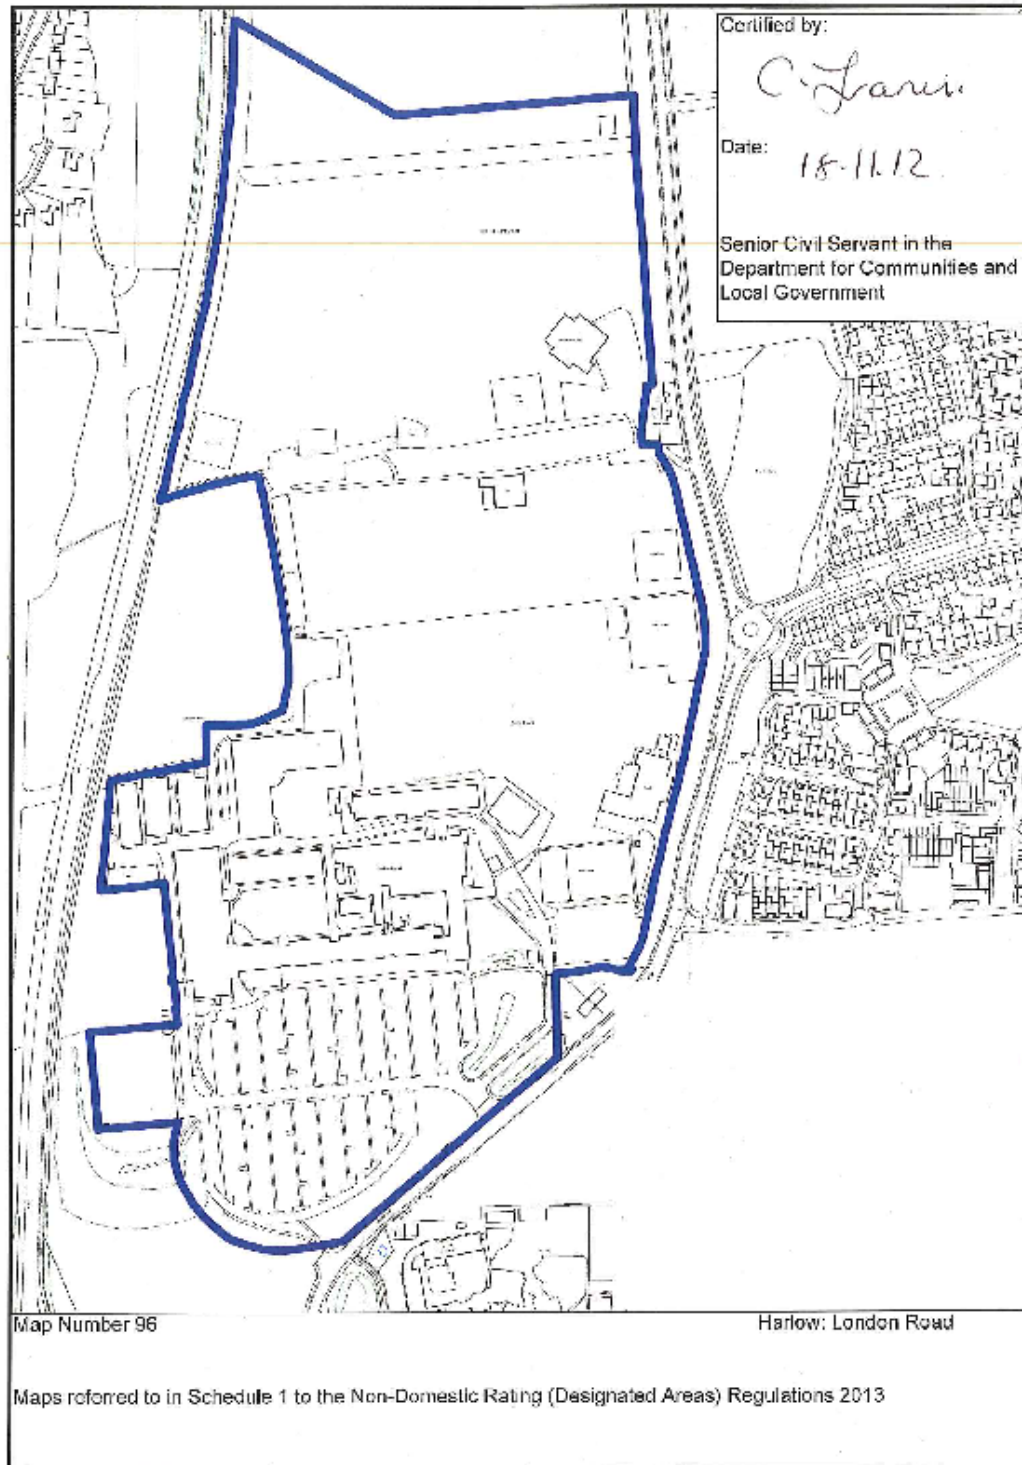 Certified by:
Date:
18-11.12
Senior Civil Servant in the
Department for Communities and
Local Government
Map Number 96
Harlow: London Road
Maps referred to in Schedule 1 to the Non-Domestic Rating (Designated Areas) Regulations 2013